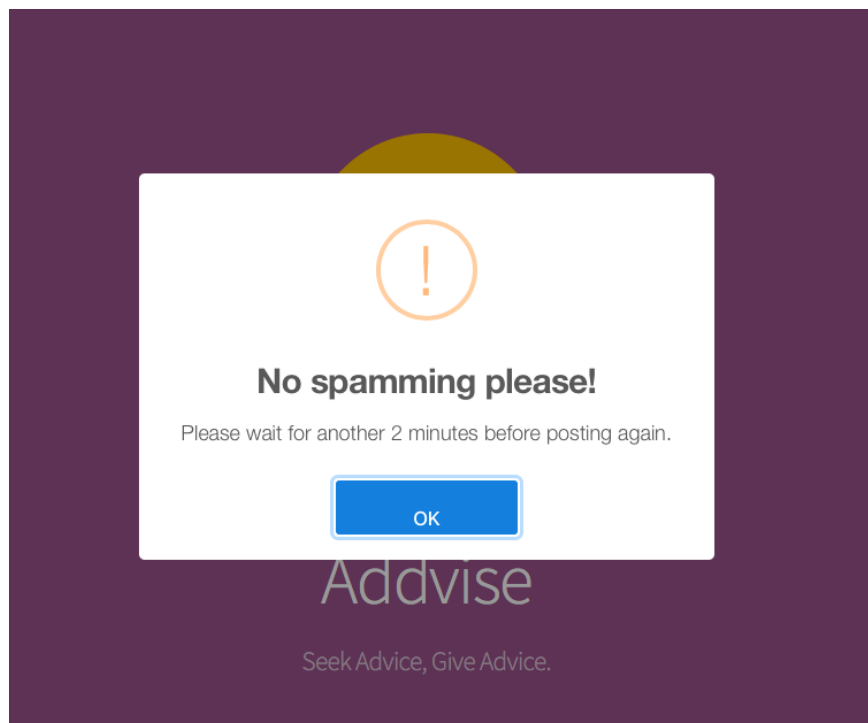 !
No spamming please!
Please wait for another 2 minutes before posting again.
OK
Addvise
Seek Advice, Give Advice.